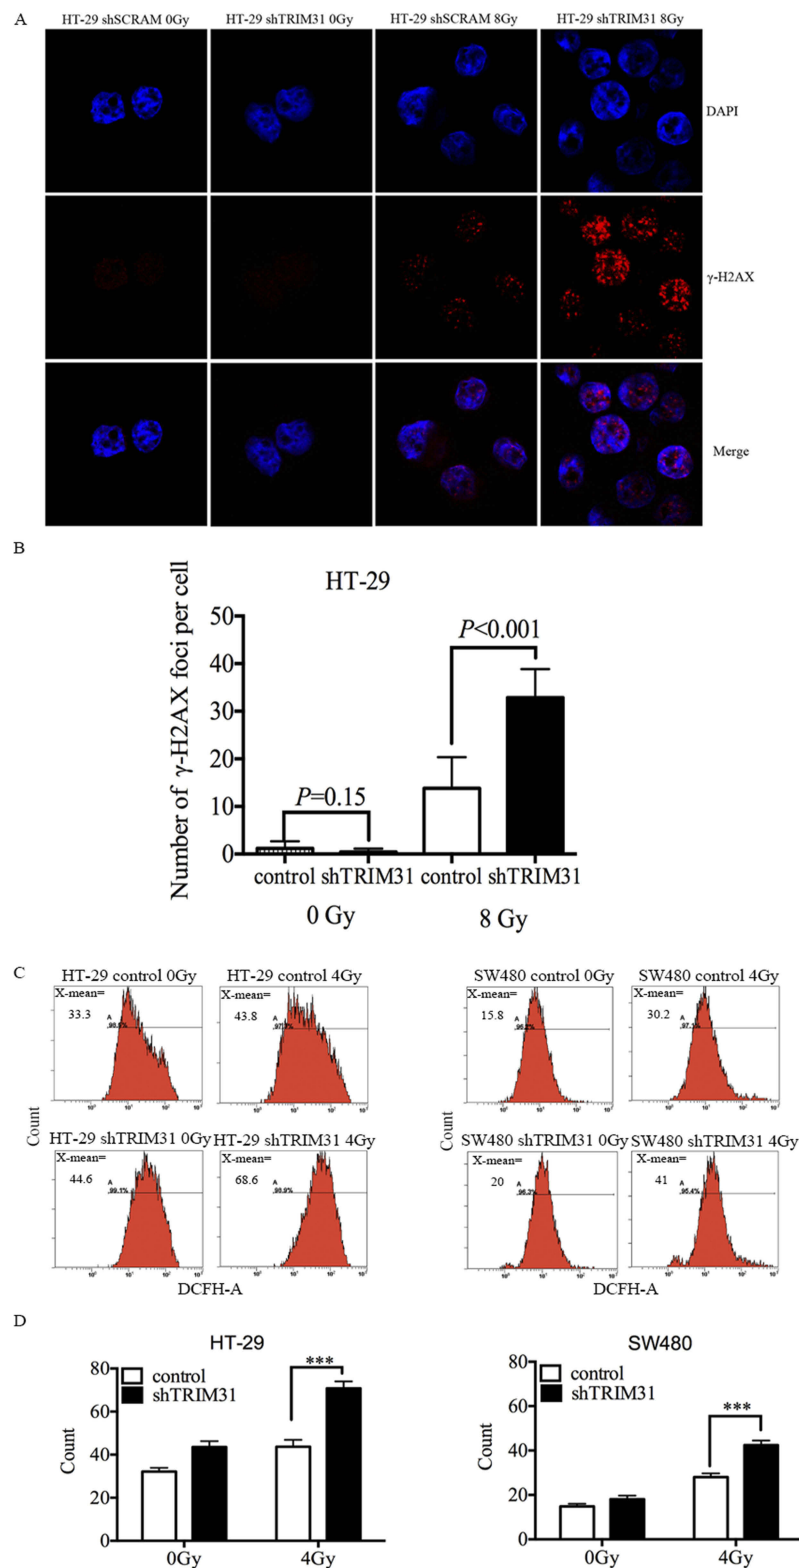 A
HT-29 shSCRAM 0Gy HT-29 shTRIM31 0Gy HT-29 shSCRAM 8Gy HT-29 shTRIM31 8Gy
DAPI
γ-H2AX
Merge
B
HT-29
Number of γ-H2AX foci per cell
50
40
30
20
10
0
P<0.001
P=0.15
control shTRIM31 control shTRIM31
0 Gy 8 Gy
C
HT-29 control 0Gy HT-29 control 4Gy SW480 control 0Gy SW480 control 4Gy
X-mean= X-mean= X-mean= X-mean=
33.3 43.8 15.8 30.2
A A A A
Count
HT-29 shTRIM31 0Gy HT-29 shTRIM31 4Gy SW480 shTRIM31 0Gy SW480 shTRIM31 4Gy
X-mean= X-mean= X-mean= X-mean=
44.6 68.6 20 41
A A A A
99.1% 96.3% 95.4%
DCFH-A DCFH-A
D
HT-29
Count
80
60
40
20
0
control
shTRIM31
***
0Gy 4Gy
SW480
Count
80
60
40
20
0
control
shTRIM31
***
0Gy 4Gy